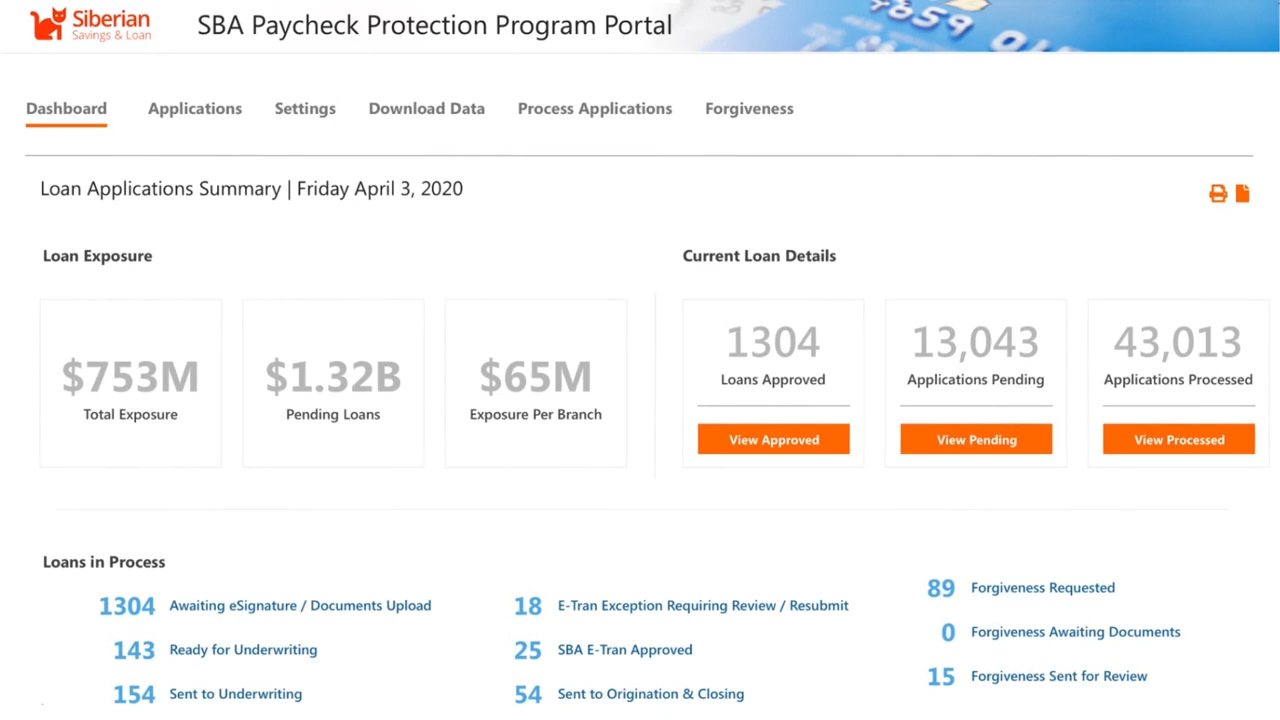 Siberian
Savings & Loan
SBA Paycheck Protection Program Portal
Dashboard Applications Settings Download Data Process Applications Forgiveness
Loan Applications Summary | Friday April 3, 2020
Loan Exposure
$753M
Total Exposure
$1.32B
Pending Loans
$65M
Exposure Per Branch
Current Loan Details
1304
Loans Approved
View Approved
13,043
Applications Pending
View Pending
43,013
Applications Processed
View Processed
Loans in Process
1304 Awaiting eSignature / Documents Upload
143 Ready for Underwriting
154 Sent to Underwriting
18 E-Tran Exception Requiring Review / Resubmit
25 SBA E-Tran Approved
54 Sent to Origination & Closing
89 Forgiveness Requested
0 Forgiveness Awaiting Documents
15 Forgiveness Sent for Review